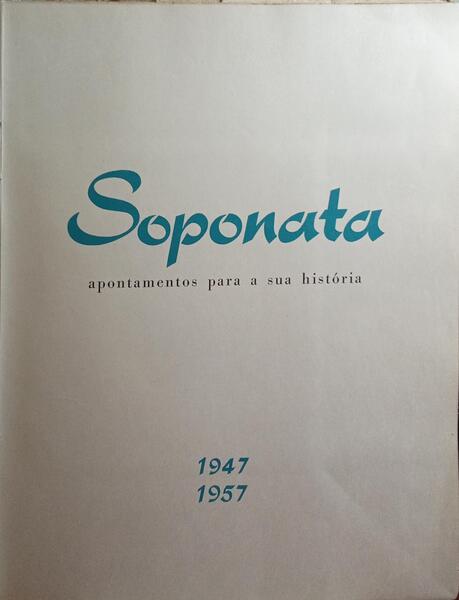 Soponata
apontamentos para a sua história
1947
1957